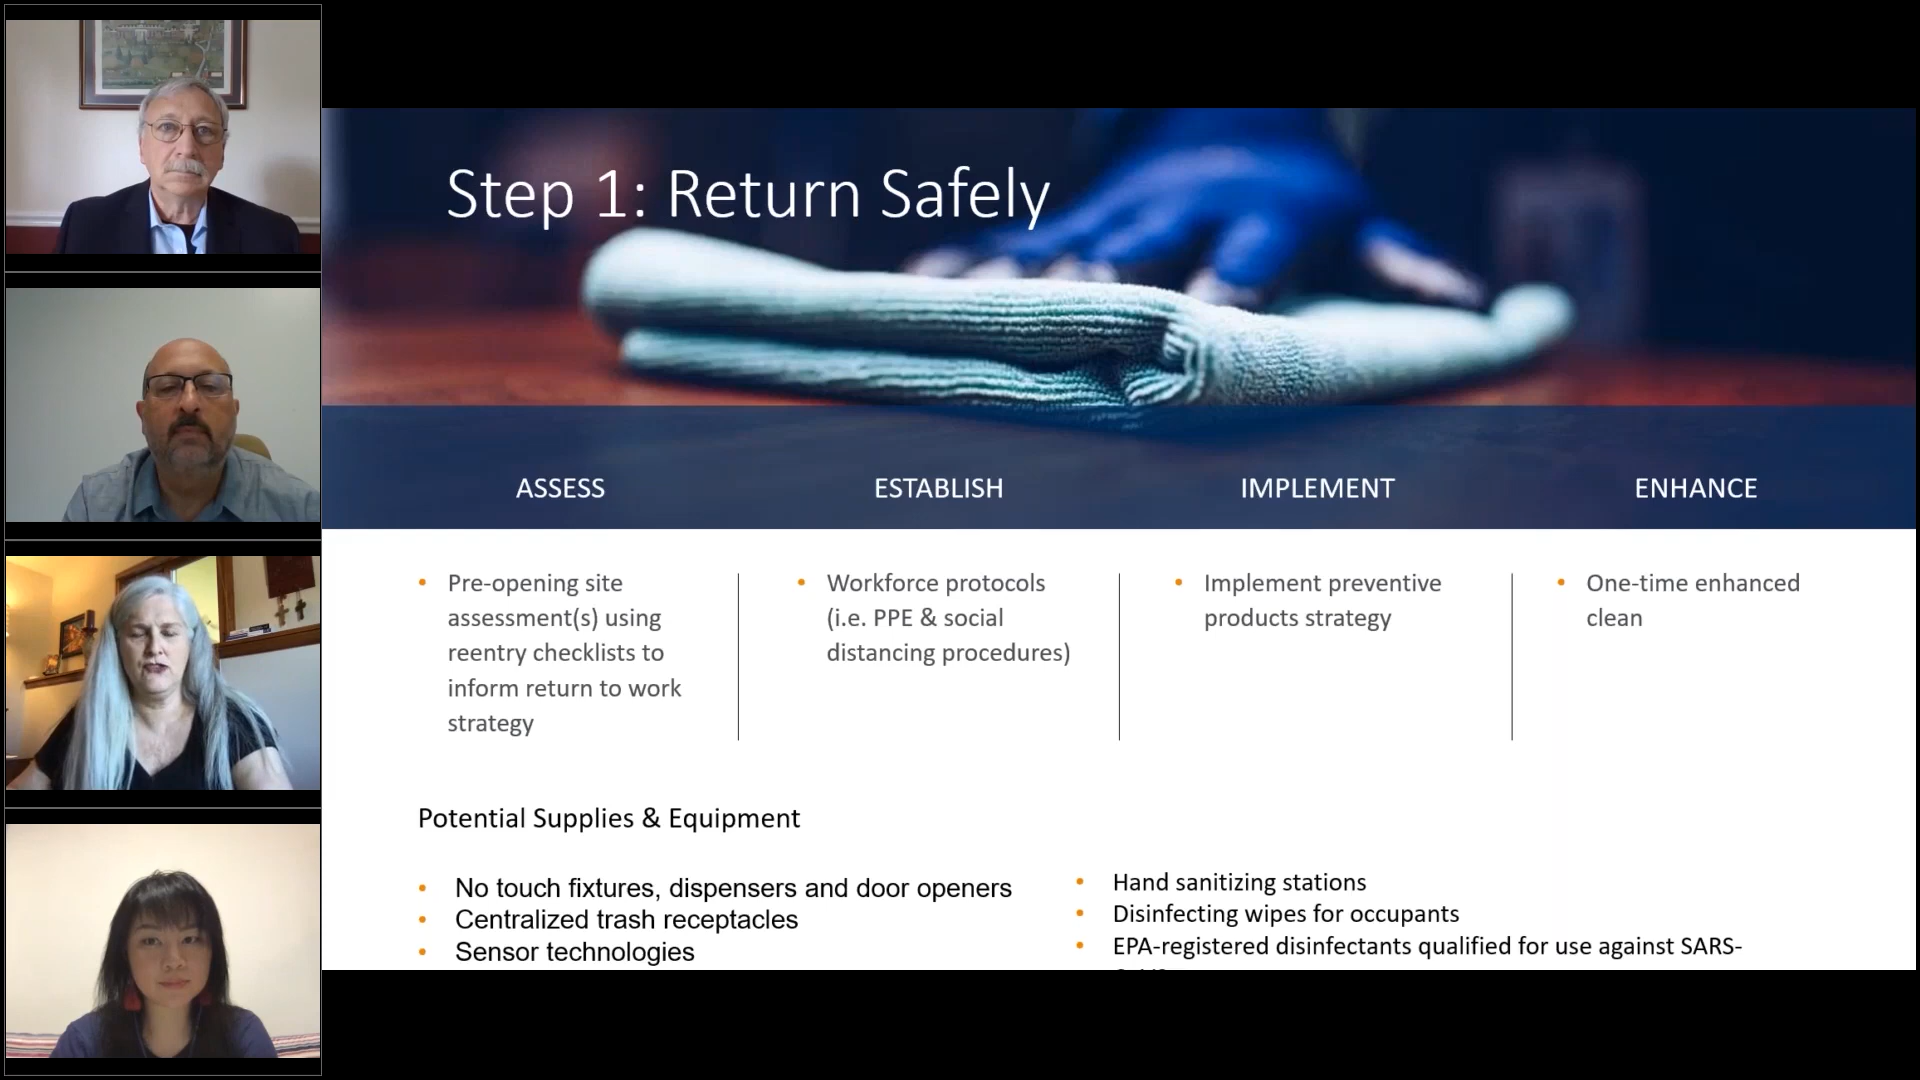 Step 1: Return Safely
ASSESS
ESTABLISH
IMPLEMENT
ENHANCE
• Pre-opening site
assessment(s) using
reentry checklists to
inform return to work
strategy
• Workforce protocols
(i.e. PPE & social
distancing procedures)
• Implement preventive
products strategy
• One-time enhanced
clean
Potential Supplies & Equipment
• No touch fixtures, dispensers and door openers
• Centralized trash receptacles
• Sensor technologies
• Hand sanitizing stations
• Disinfecting wipes for occupants
• EPA-registered disinfectants qualified for use against SARS-